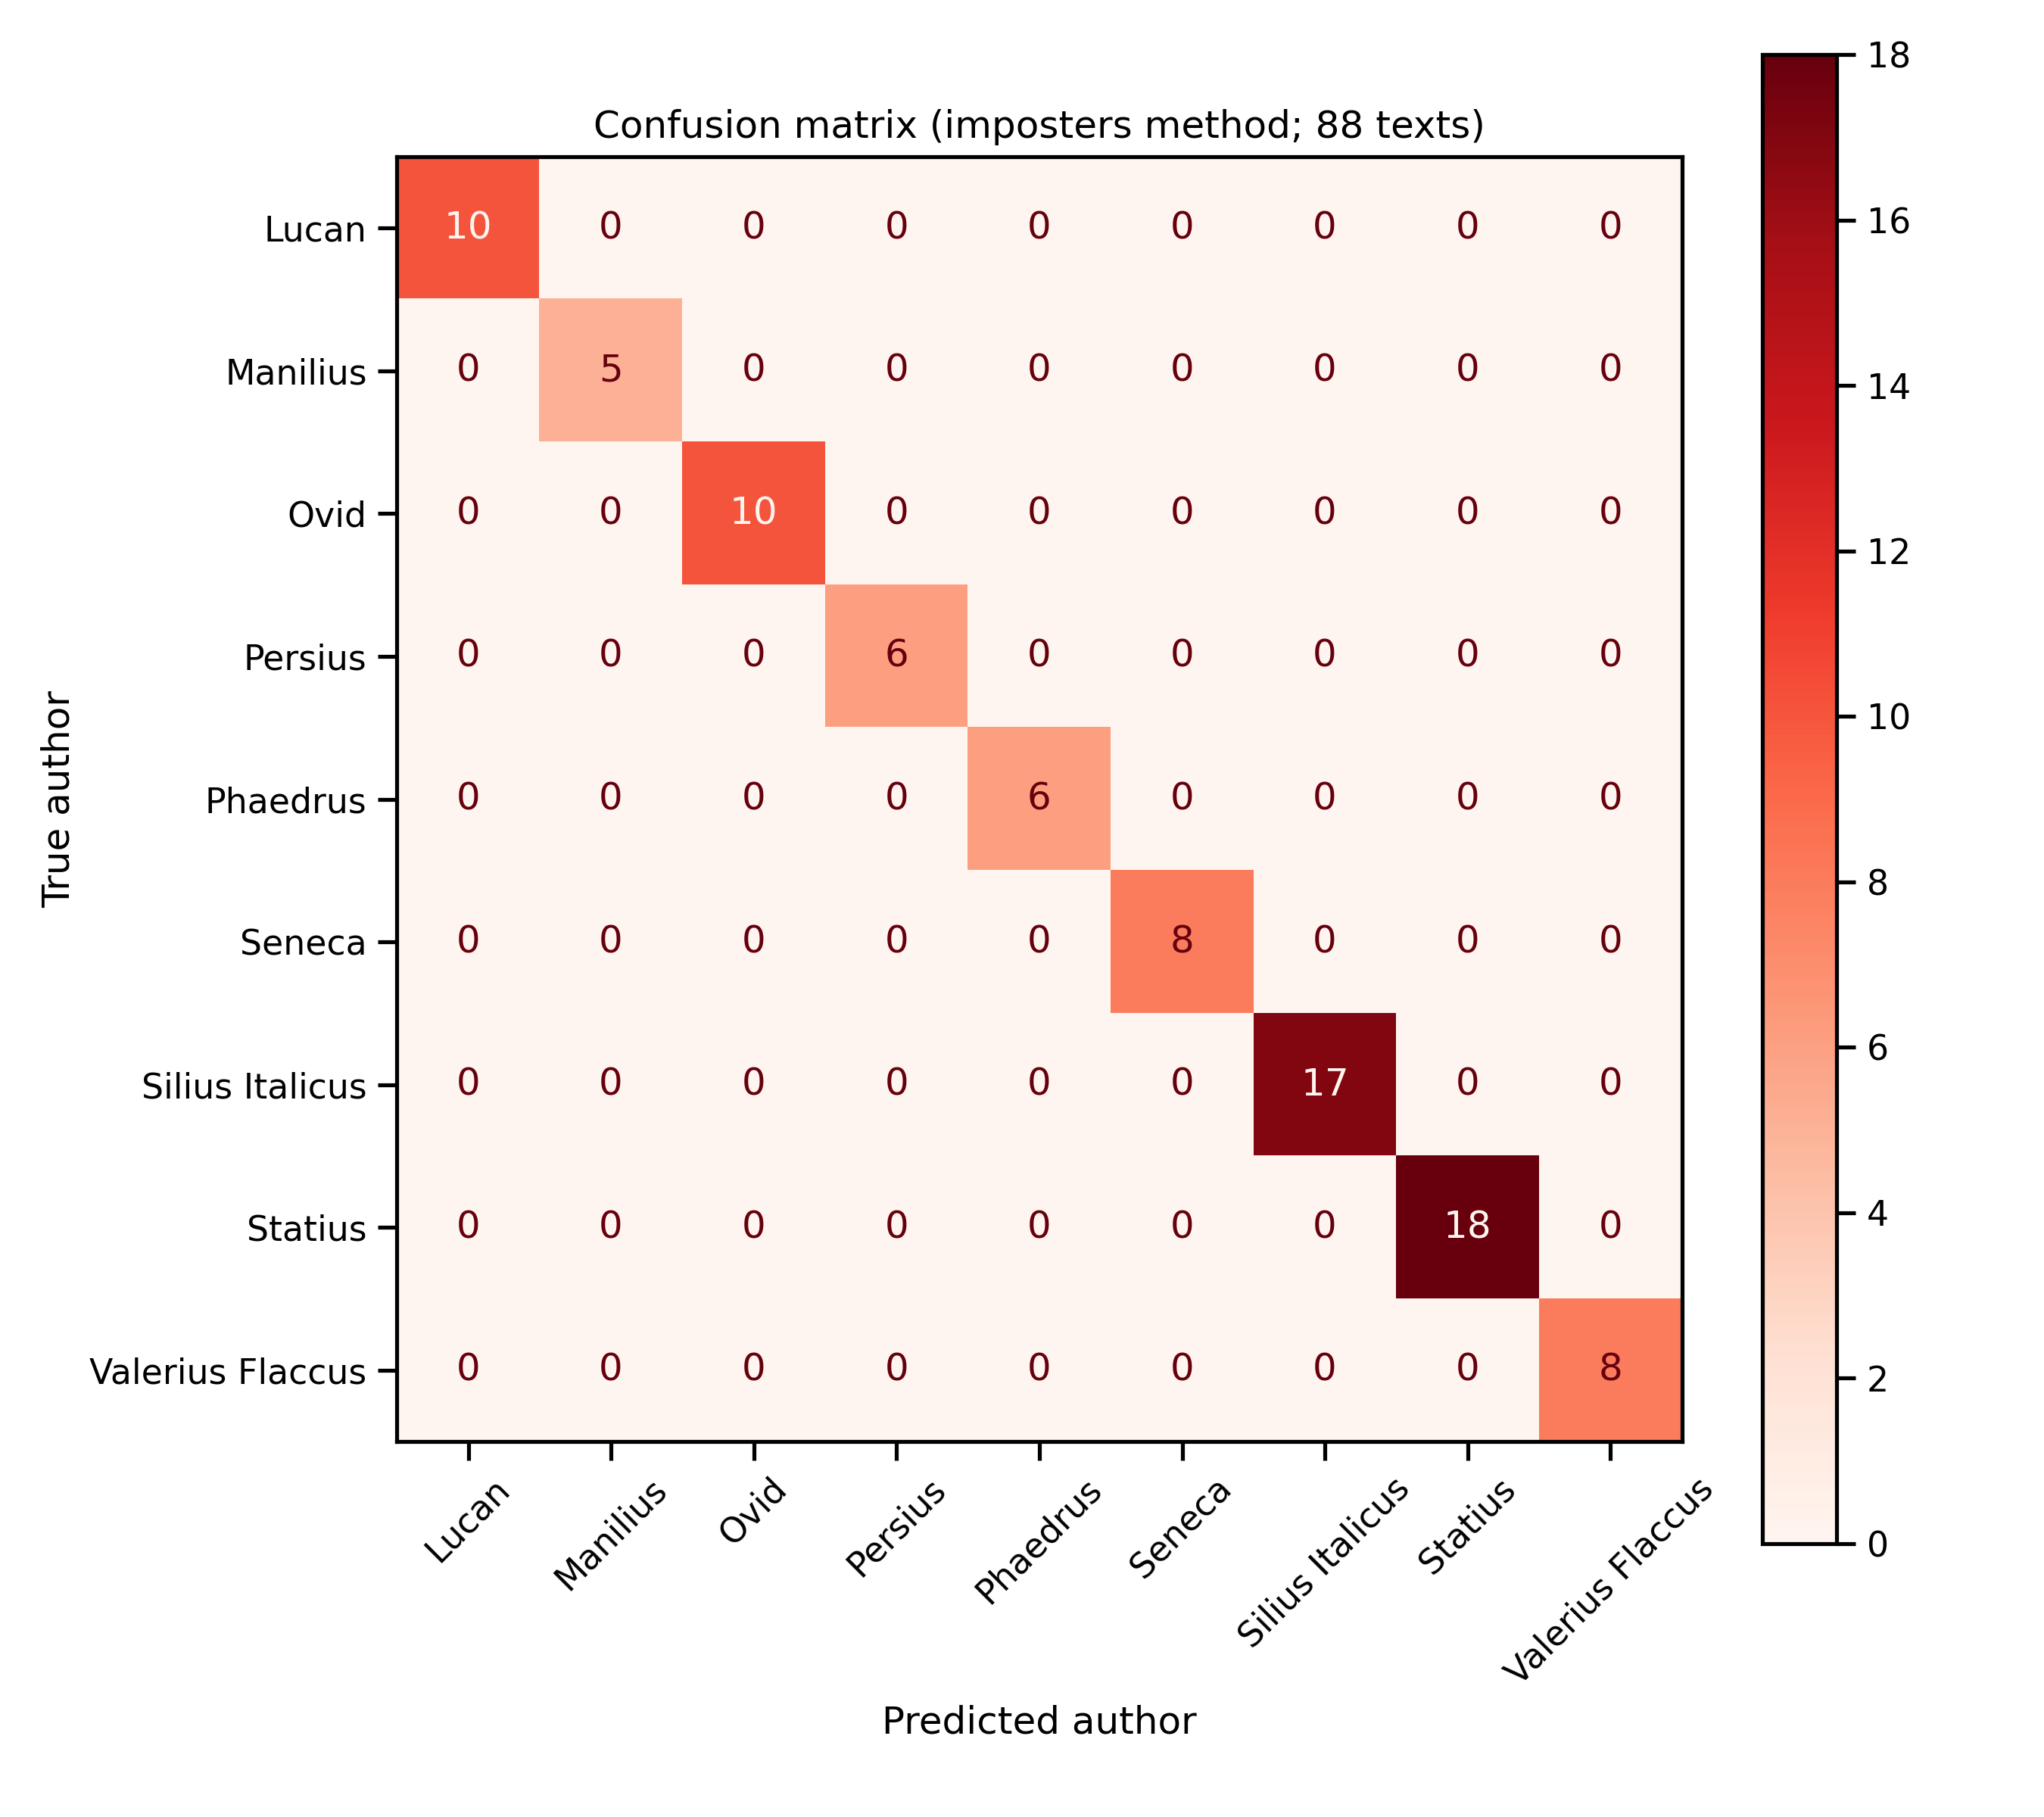 Confusion matrix (imposters method; 88 texts)
True author
Lucan 10 0 0 0 0 0 0 0 0
Manilius 0 5 0 0 0 0 0 0 0
Ovid 0 0 10 0 0 0 0 0 0
Persius 0 0 0 6 0 0 0 0 0
Phaedrus 0 0 0 0 6 0 0 0 0
Seneca 0 0 0 0 0 8 0 0 0
Silius Italicus 0 0 0 0 0 0 17 0 0
Statius 0 0 0 0 0 0 0 18 0
Valerius Flaccus 0 0 0 0 0 0 0 0 8
Lucan
Manilius
Ovid
Persius
Phaedrus
Seneca
Silius Italicus
Statius
Valerius Flaccus
Predicted author
18
16
14
12
10
8
6
4
2
0